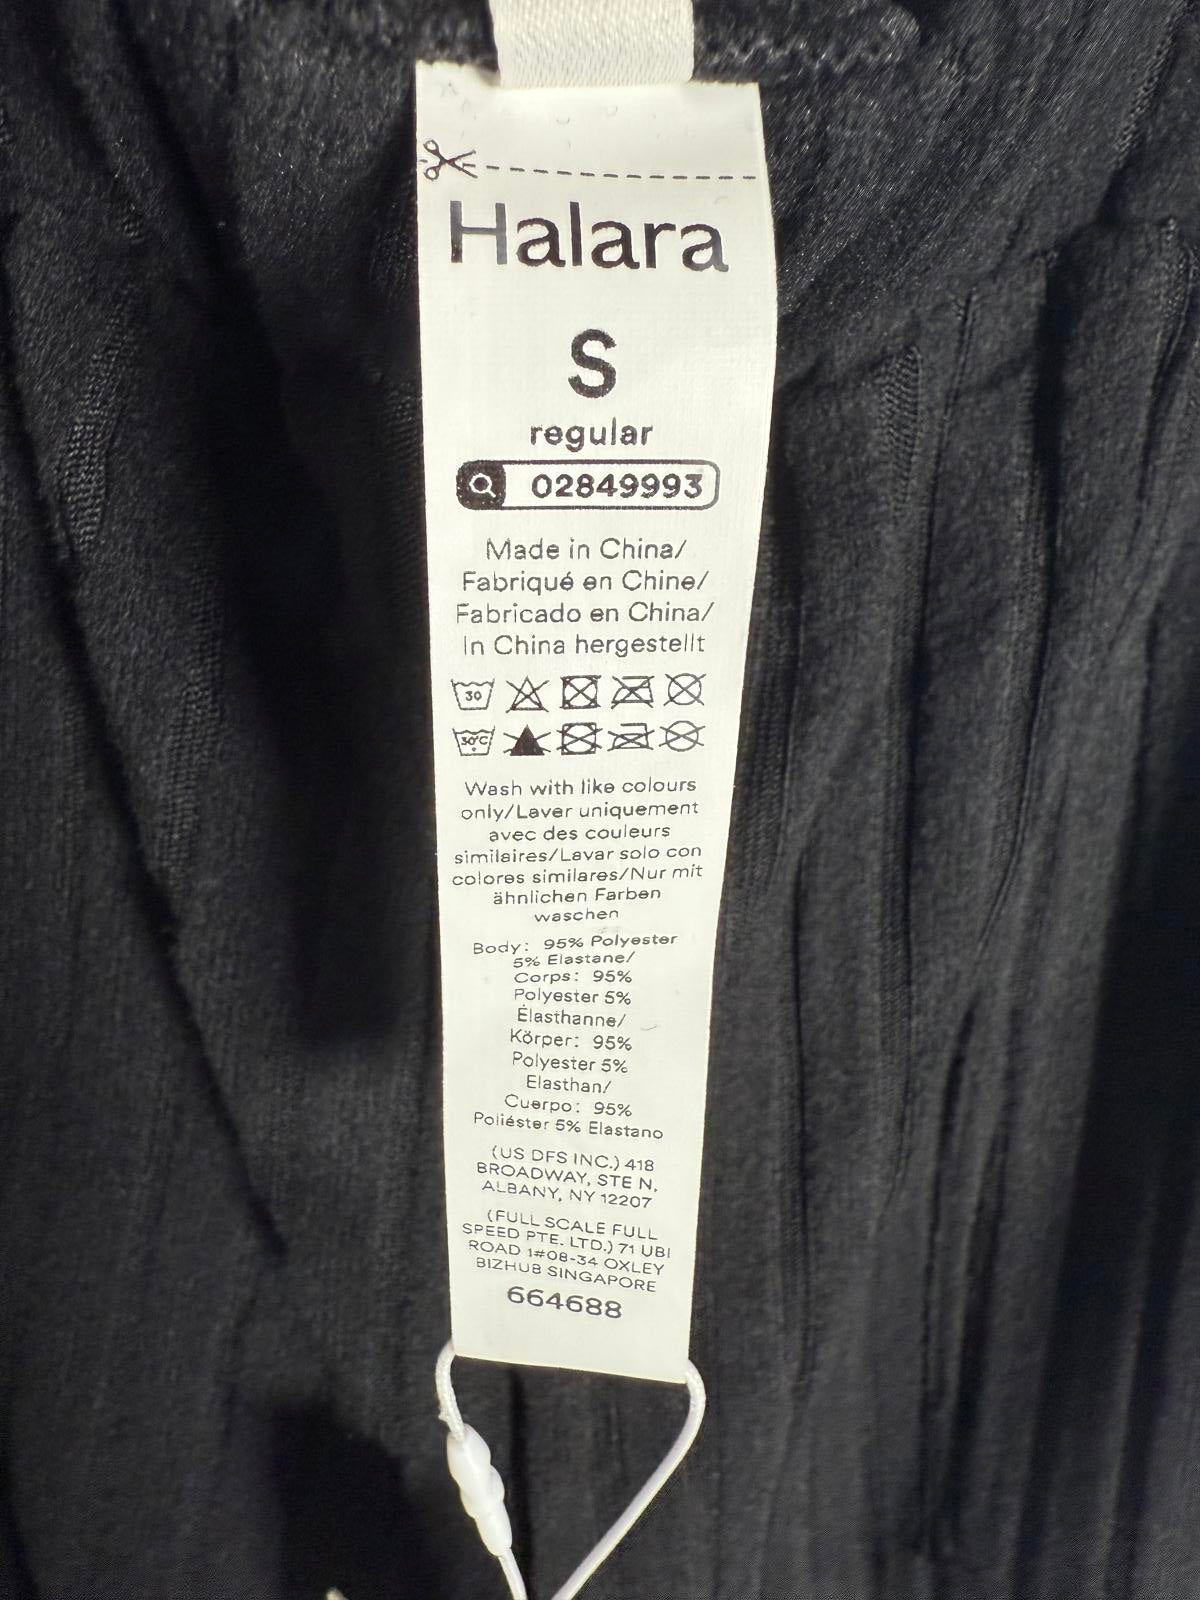 Halara
S
regular
02849993
Made in China/
Fabriqué en Chine/
Fabricado en China/
In China hergestellt
30
30°C
Wash with like colours
only/Laver uniquement
avec des couleurs
similaires/Lavar solo con
colores similares/Nur mit
ähnlichen Farben
waschen
Body: 95% Polyester
5% Elastane/
Corps: 95%
Polyester 5%
Élasthanne/
Körper: 95%
Polyester 5%
Elasthan/
Cuerpo: 95%
Poliéster 5% Elastano
(US DFS INC.) 418
BROADWAY, STE N,
ALBANY, NY 12207
(FULL SCALE FULL
SPEED PTE. LTD.) 71 UBI
ROAD 1#08-34 OXLEY
BIZHUB SINGAPORE
664688